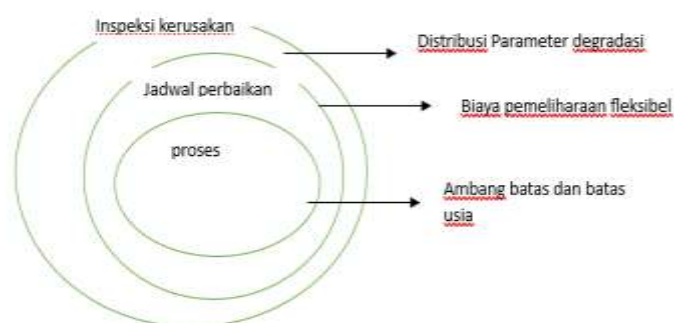 Inspeksi kerusakan
Distribusi Parameter degradasi
Jadwal perbaikan
Biaya pemeliharaan fleksibel
proses
Ambang batas dan batas
usia